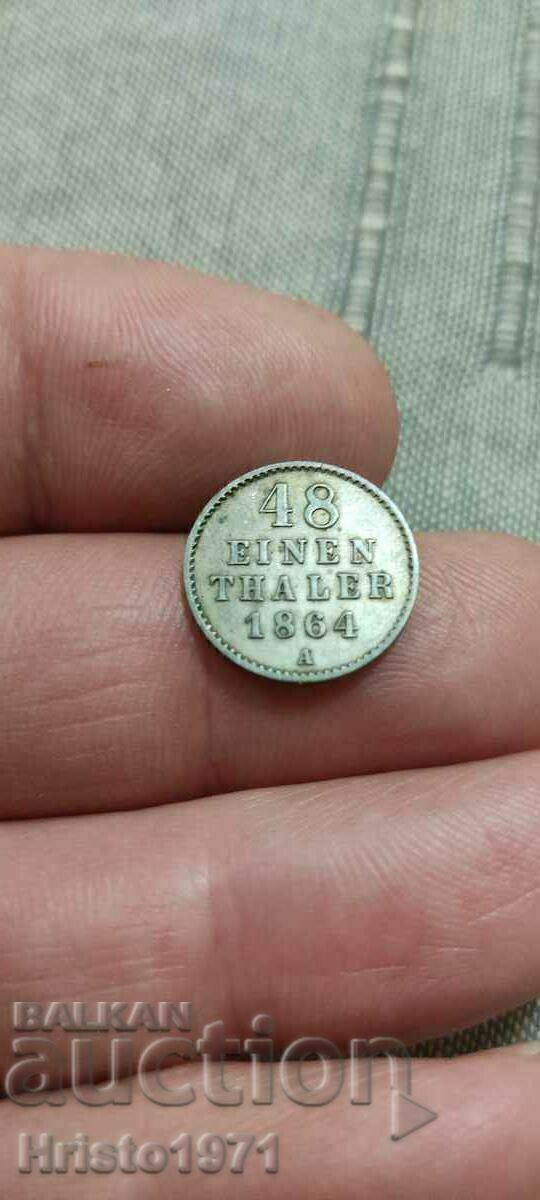 48
EINEN
THALER
1864
A
BALKAN
auction
Hristo1971